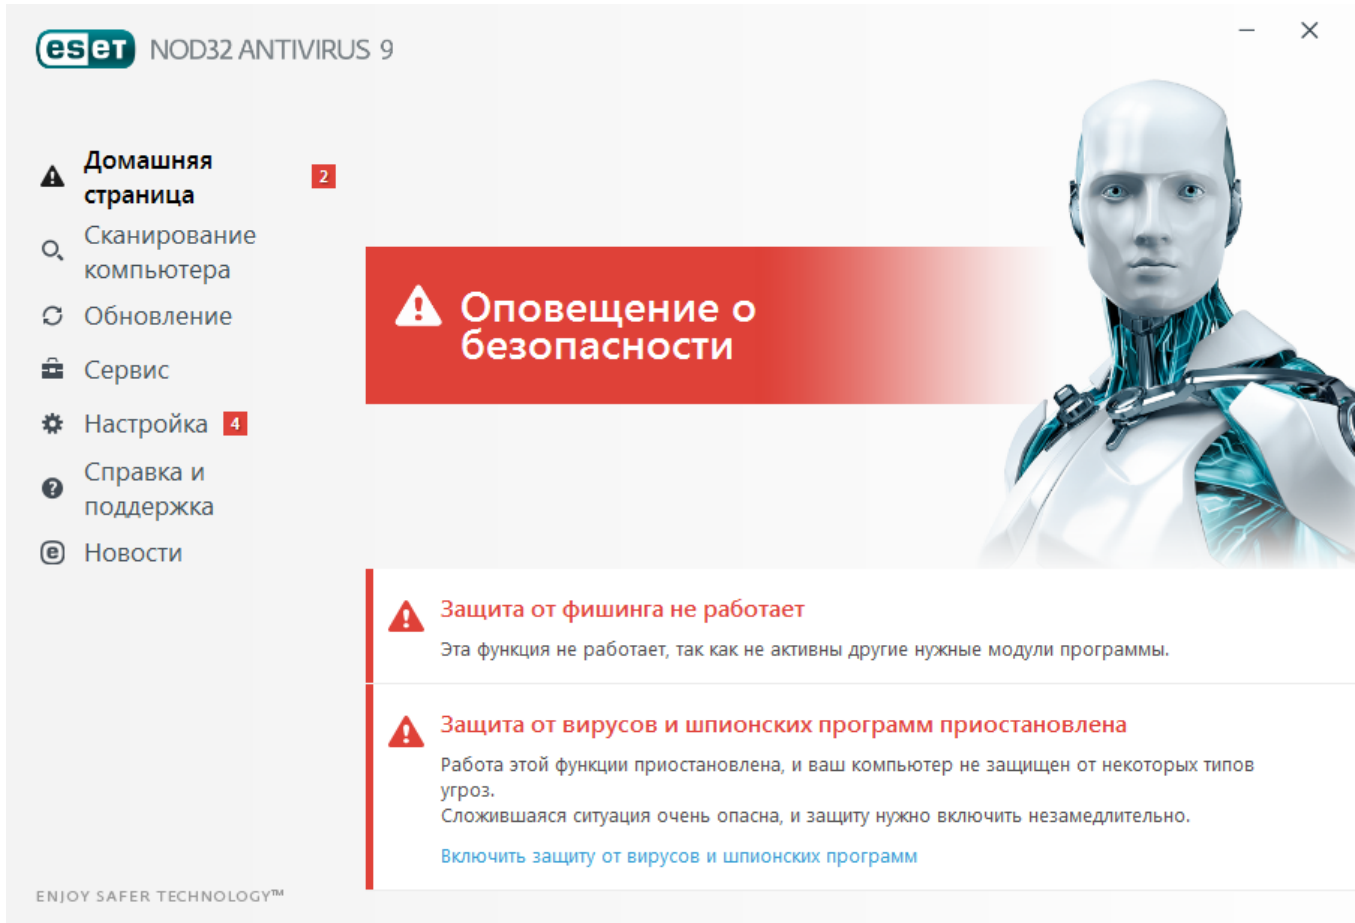 eset NOD32 ANTIVIRUS 9
Домашняя
страница
2
Сканирование
компьютера
Обновление
Сервис
Настройка 4
Справка и
поддержка
Новости
Оповещение о
безопасности
Защита от фишинга не работает
Эта функция не работает, так как не активны другие нужные модули программы.
Защита от вирусов и шпионских программ приостановлена
Работа этой функции приостановлена, и ваш компьютер не защищен от некоторых типов
угроз.
Сложившаяся ситуация очень опасна, и защиту нужно включить незамедлительно.
Включить защиту от вирусов и шпионских программ
ENJOY SAFER TECHNOLOGY™